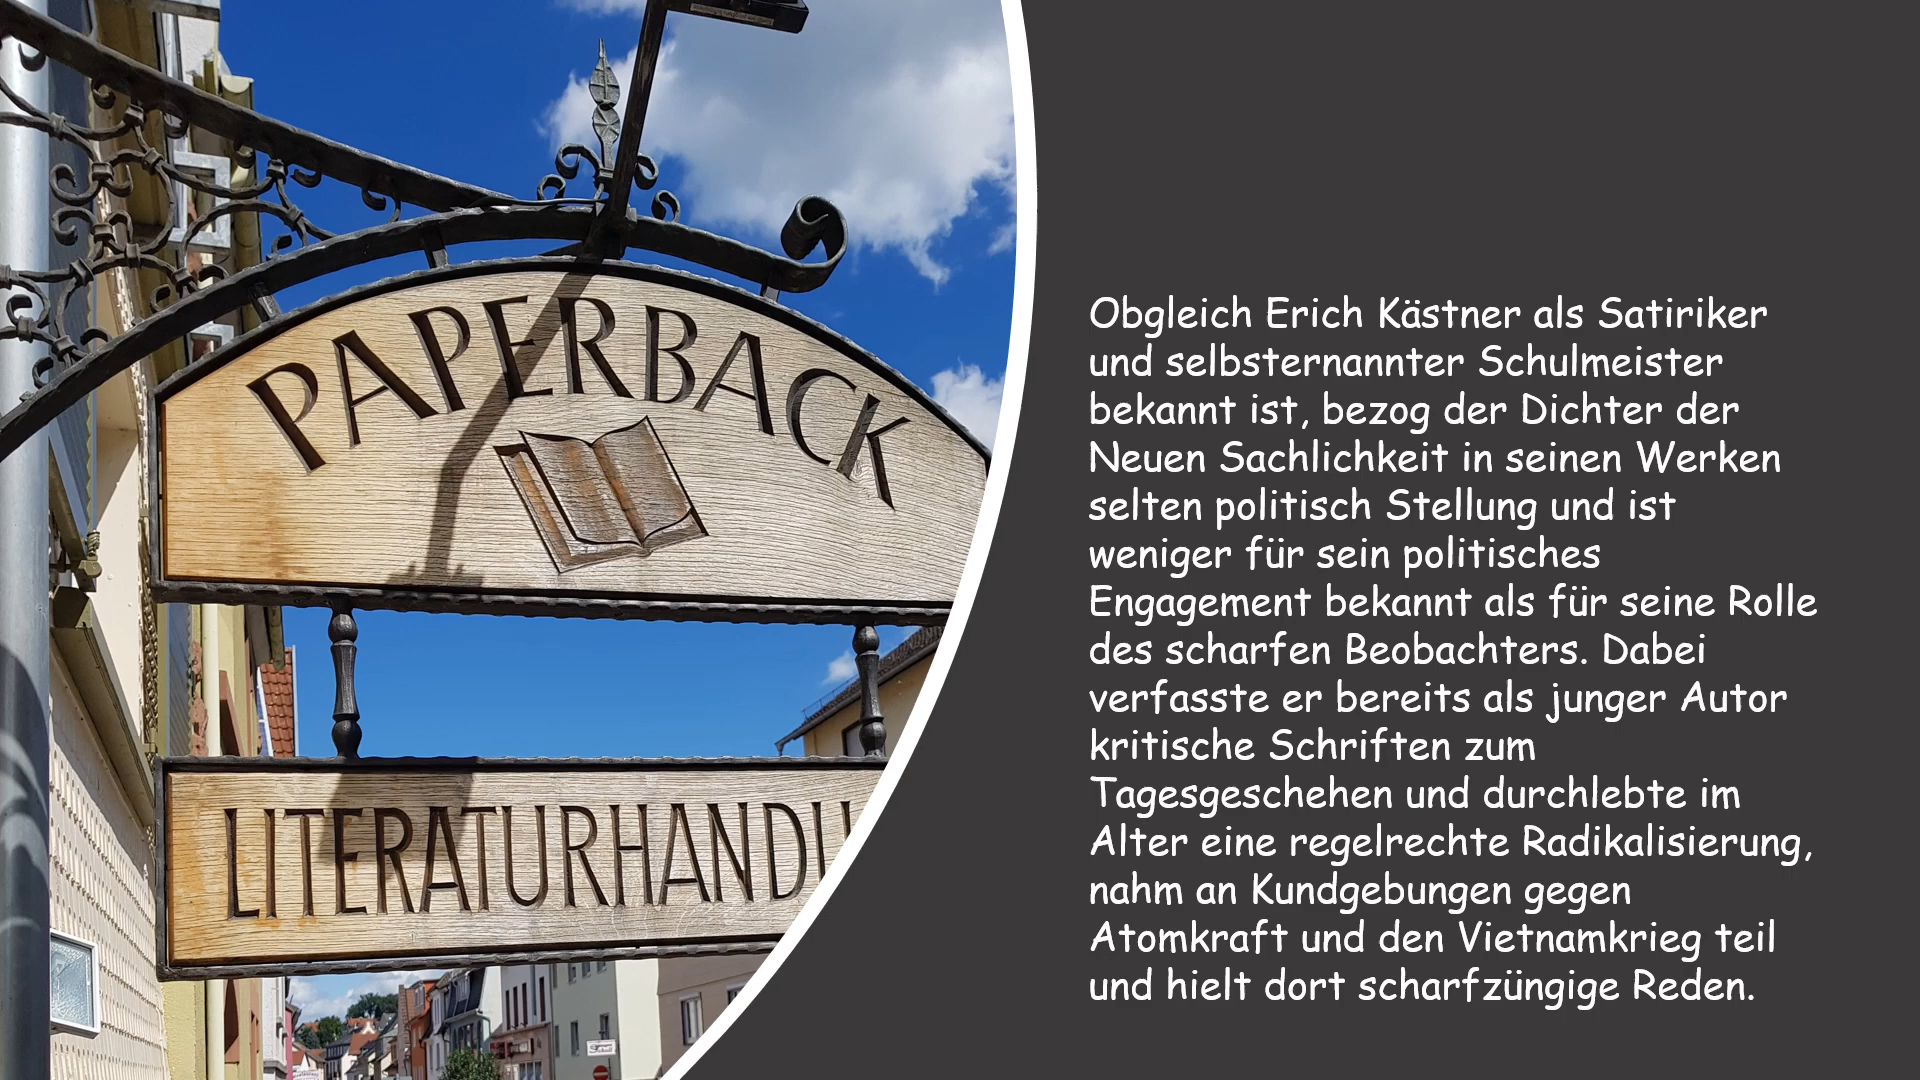 PAPERBACK
LITERATURHANDLU
Obgleich Erich Kästner als Satiriker
und selbsternannter Schulmeister
bekannt ist, bezog der Dichter der
Neuen Sachlichkeit in seinen Werken
selten politisch Stellung und ist
weniger für sein politisches
Engagement bekannt als für seine Rolle
des scharfen Beobachters. Dabei
verfasste er bereits als junger Autor
kritische Schriften zum
Tagesgeschehen und durchlebte im
Alter eine regelrechte Radikalisierung,
nahm an Kundgebungen gegen
Atomkraft und den Vietnamkrieg teil
und hielt dort scharfzüngige Reden.